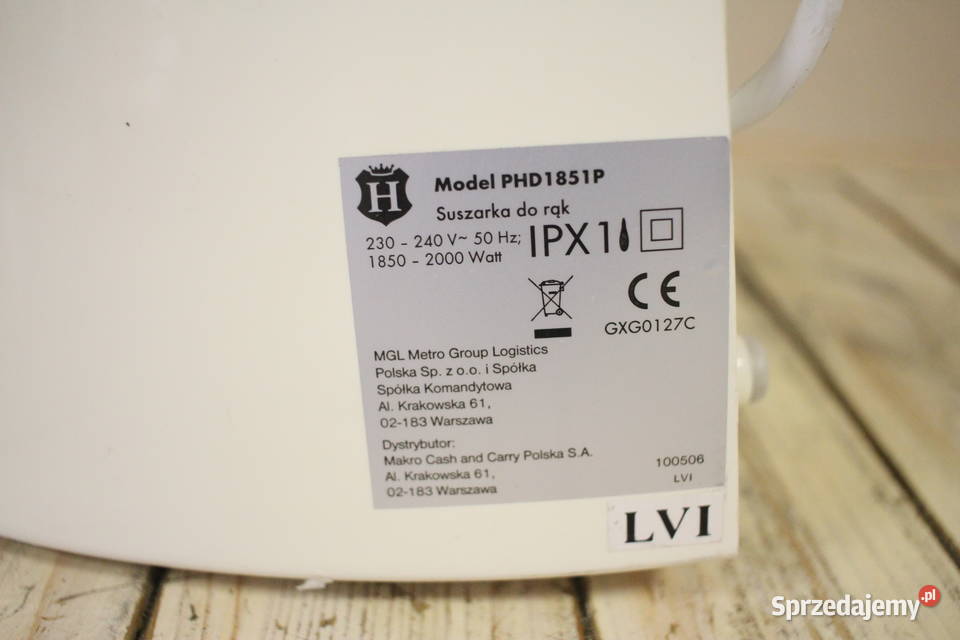 H
Model PHD1851P
Suszarka do rąk
230 - 240 V~ 50 Hz;
1850 - 2000 Watt
IPX1
CE
GXG0127C
MGL Metro Group Logistics
Polska Sp. z o.o. i Spółka
Spółka Komandytowa
Al. Krakowska 61,
02-183 Warszawa
Dystrybutor:
Makro Cash and Carry Polska S.A.
Al. Krakowska 61,
02-183 Warszawa
100506
LVI
LVI
Sprzedajemy.pl